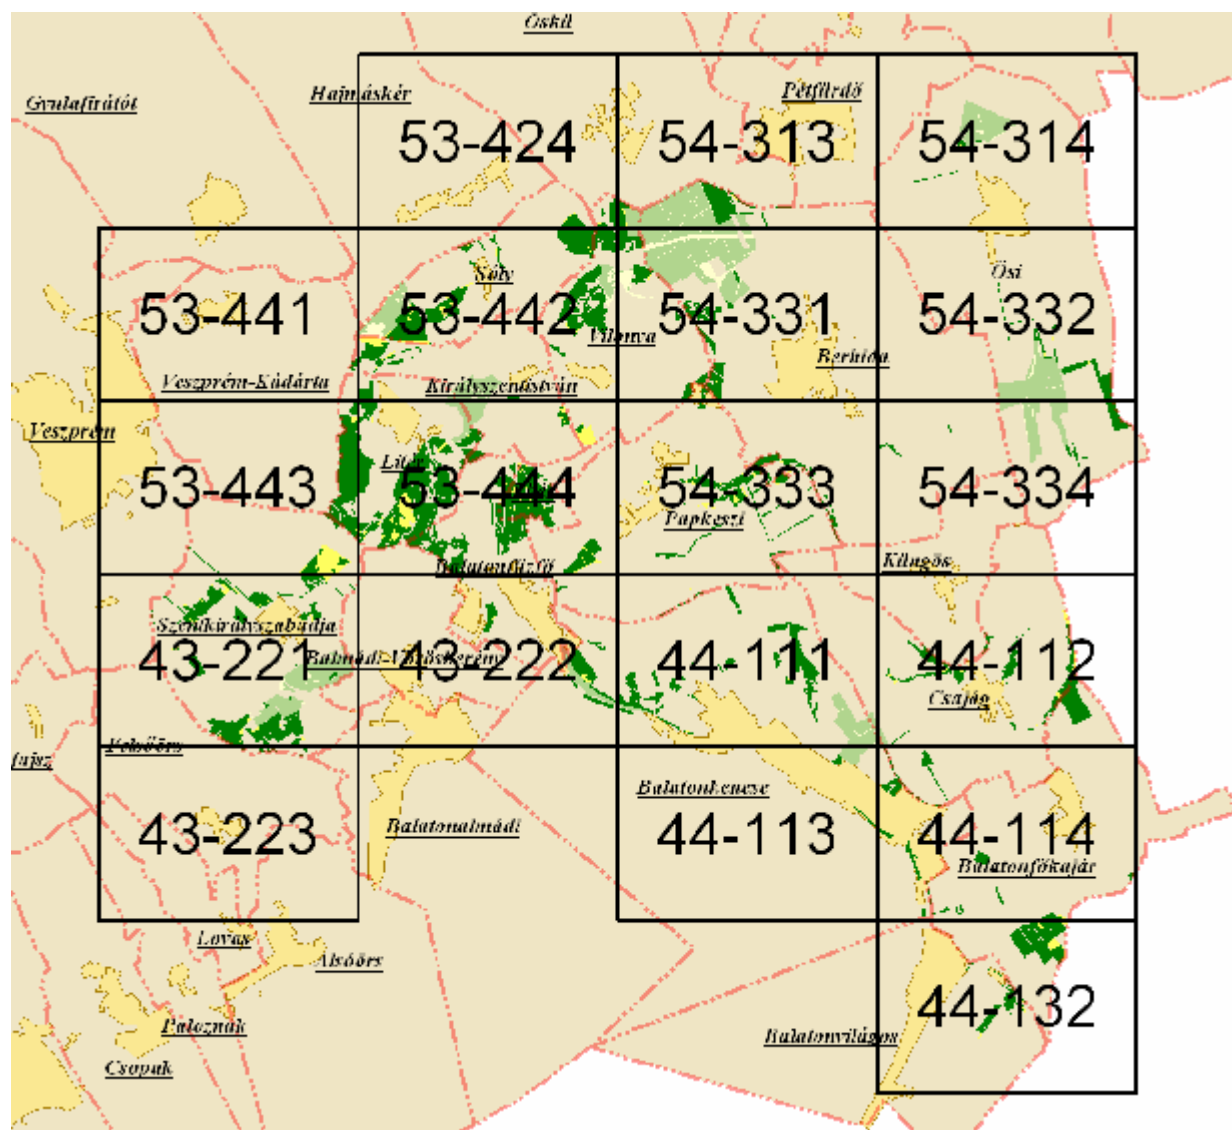 Öskü
Gyulafirátót
Hajmáskér
Pétfürdő
53-424
54-313
54-314
Sóly
Ősi
53-441
53-442
54-331
54-332
Vilonya
Berhida
Veszprém-Kádárta
Királyszentistván
Veszprém
Litér
53-443
53-444
54-333
54-334
Papkeszi
Balatonfűzfő
Küngös
Szentkirályszabadja
43-221
Balmádi-Vörösberény
43-222
44-111
44-112
Csajág
Felsőörs
Balatonkenese
43-223
Balatonalmádi
44-113
44-114
Balatonfőkajár
Lovas
Alsóörs
44-132
Paloznak
Balatonvilágos
Csopak